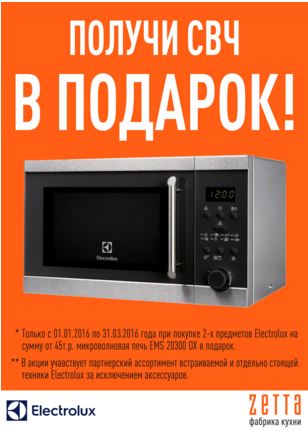 ПОЛУЧИ СВЧ
В ПОДАРОК!
12:00
Electrolux
* Только с 01.01.2016 по 31.03.2016 года при покупке 2-х предметов Electrolux на
сумму от 45т.р. микроволновая печь EMS 20300 OX в подарок.
** В акции учавствует партнерский ассортимент встраиваемой и отдельно стоящей
техники Electrolux за исключением аксессуаров.
Electrolux
ZETTA
фабрика кухни